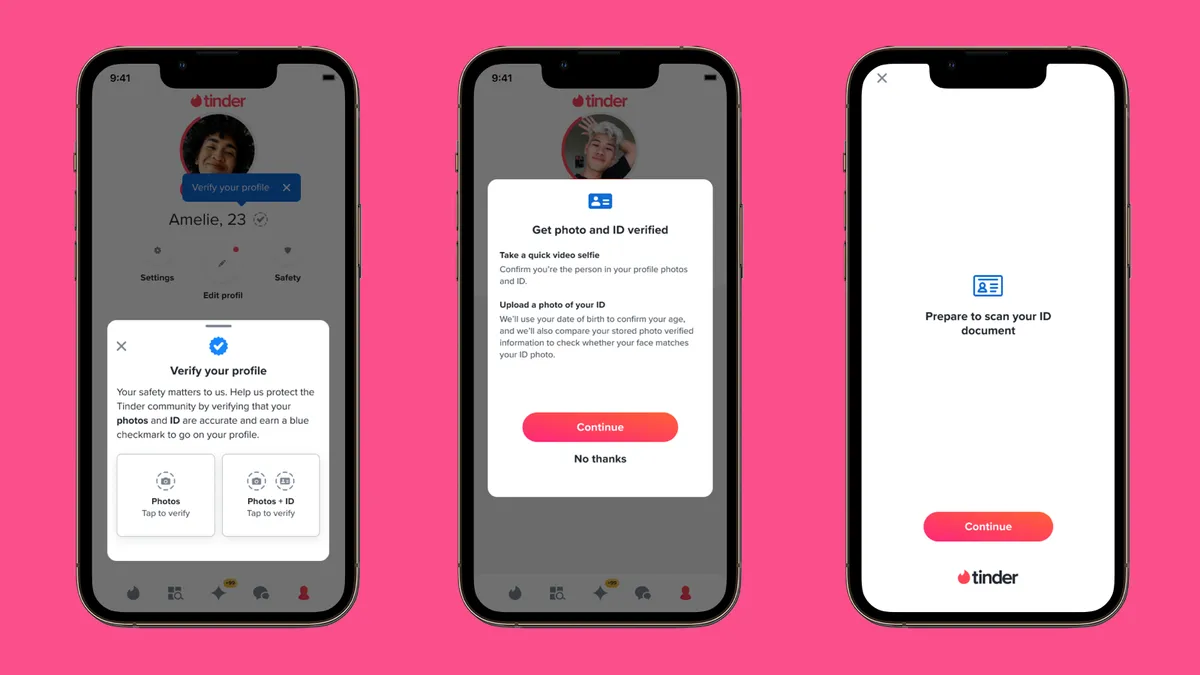 9:41
tinder
Verify your profile
Amelie, 23
Settings
Edit profil
Safety
Verify your profile
Your safety matters to us. Help us protect the
Tinder community by verifying that your
photos and ID are accurate and earn a blue
checkmark to go on your profile.
Photos
Tap to verify
Photos + ID
Tap to verify
9:41
tinder
Get photo and ID verified
Take a quick video selfie
Confirm you're the person in your profile photos
and ID.
Upload a photo of your ID
We'll use your date of birth to confirm your age,
and we'll also compare your stored photo verified
information to check whether your face matches
your ID photo.
Continue
No thanks
Prepare to scan your ID
document
Continue
tinder